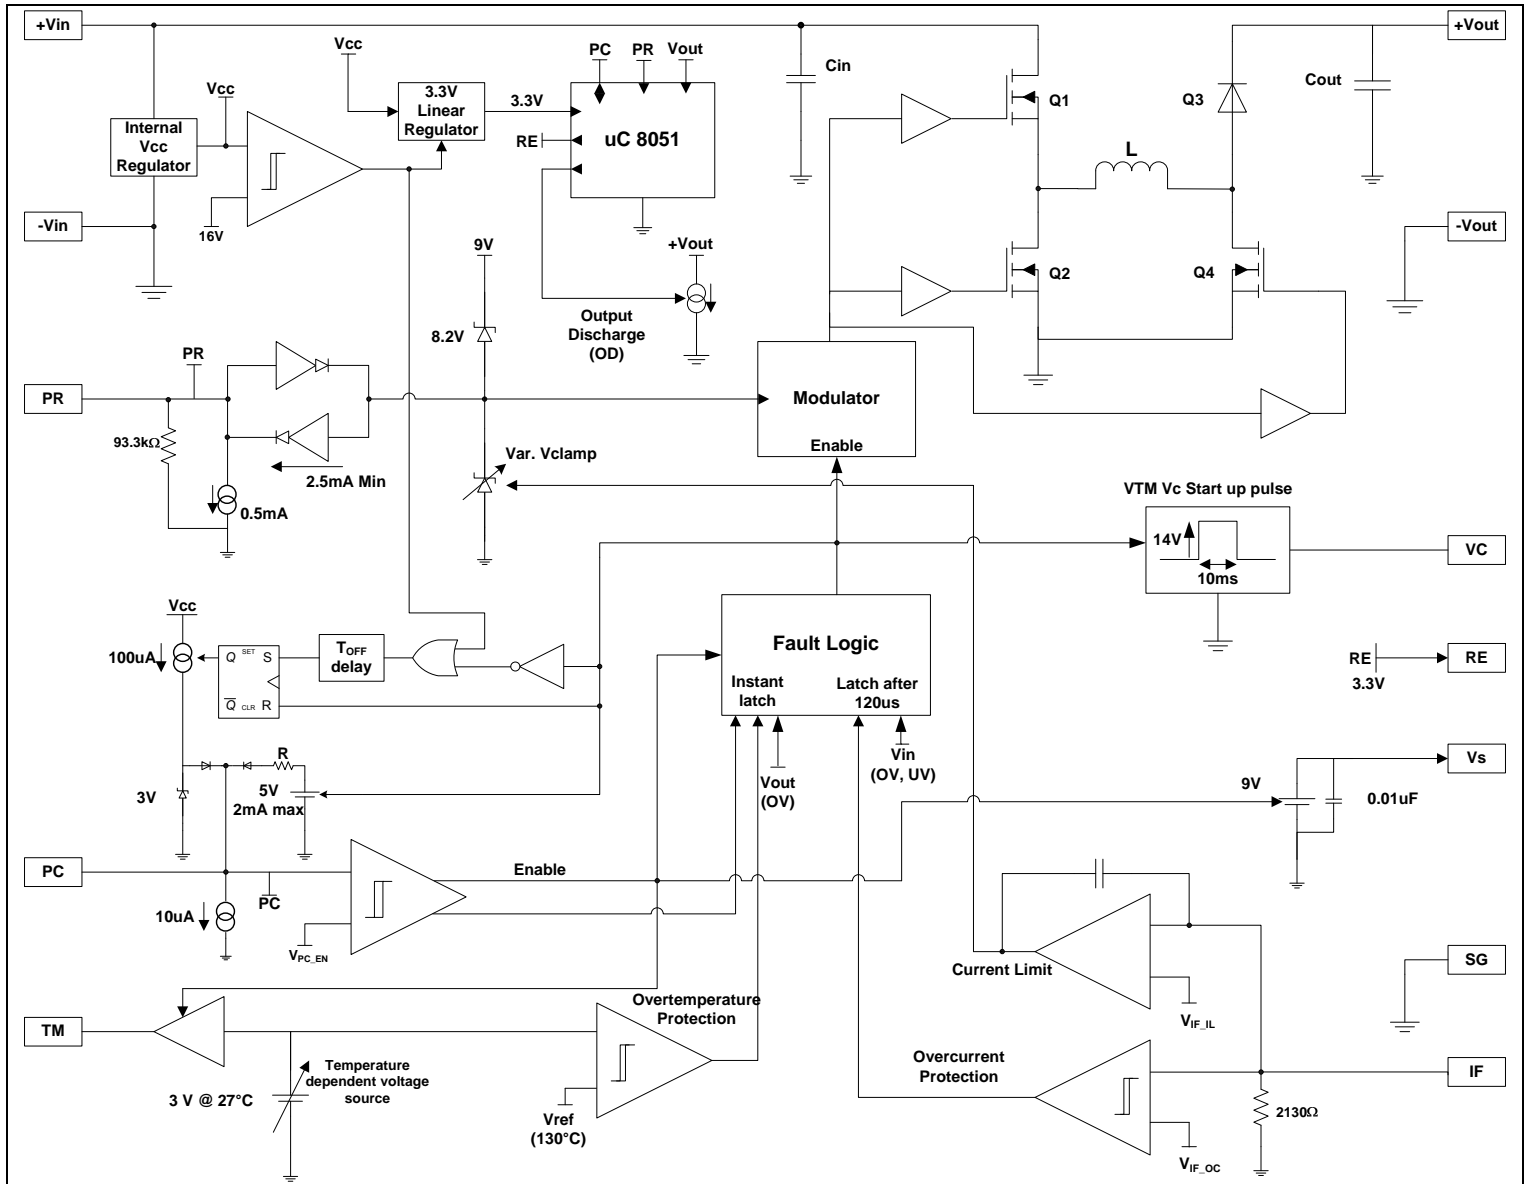 +Vin
+Vout
Vcc
PC
PR
Vout
Cin
Cout
Vcc
3.3V
Linear
Regulator
3.3V
uC 8051
RE
Q1
Q3
Internal
Vcc
Regulator
L
-Vin
16V
-Vout
9V
+Vout
Q2
Q4
8.2V
Output
Discharge
(OD)
PR
PR
Modulator
Enable
93.3kΩ
2.5mA Min
0.5mA
Var. Vclamp
VTM Vc Start up pulse
14V
10ms
VC
Vcc
100uA
Q SET S
Q CLR R
TOFF
delay
Fault Logic
Instant
latch
Latch after
120us
RE
3.3V
RE
Vin
(OV, UV)
Vout
(OV)
R
3V
5V
2mA max
9V
0.01uF
Vs
PC
Enable
PC
10uA
VPC_EN
Current Limit
VIF_IL
SG
TM
Overtemperature
Protection
Temperature
dependent voltage
source
3 V @ 27°C
Vref
(130°C)
Overcurrent
Protection
VIF_OC
2130Ω
IF